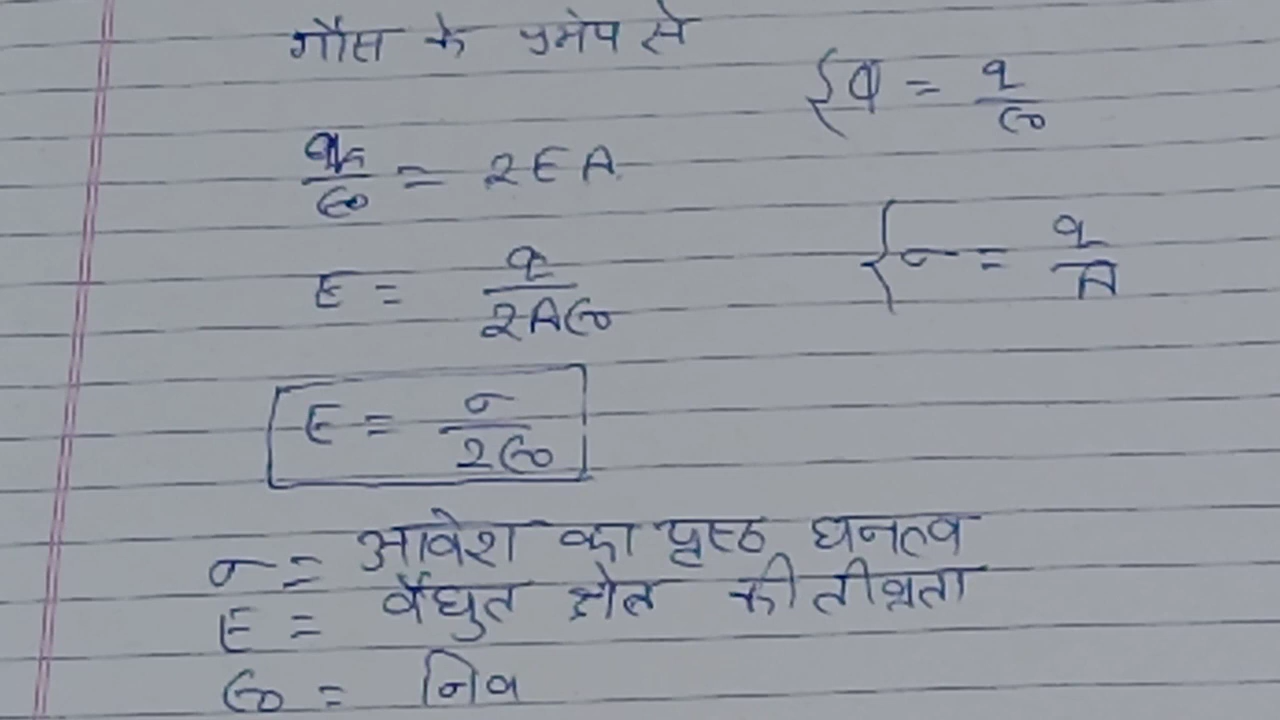 गौस के प्रमेय से
{Φ = q/ε₀
q/ε₀ = 2EA
E = q/2Aε₀
{σ = q/A
E = σ/2ε₀
σ = आवेश का पृष्ठ घनत्व
E = वैद्युत क्षेत्र की तीव्रता
ε₀ = निव